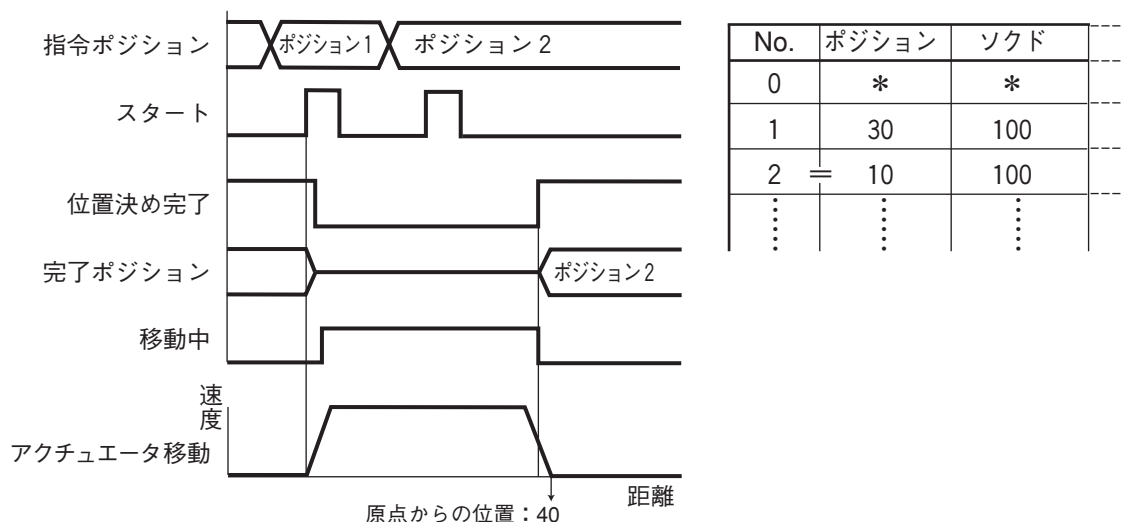 指令ポジション
ポジション1
ポジション2
スタート
位置決め完了
完了ポジション
ポジション2
移動中
速度
アクチュエータ移動
距離
原点からの位置：40
No. ポジション ソクド
0 * *
1 30 100
2 = 10 100